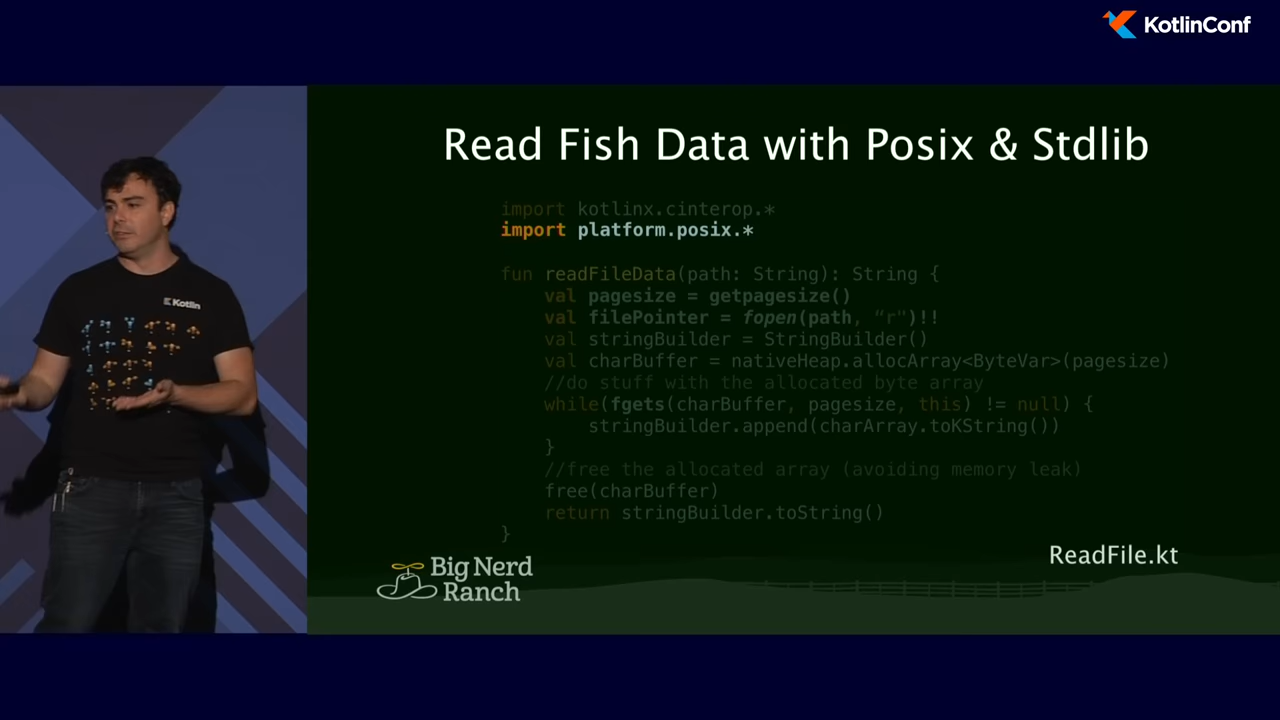 KotlinConf
Read Fish Data with Posix & Stdlib
import kotlinx.cinterop.*
import platform.posix.*
fun readFileData(path: String): String {
val pagesize = getpagesize()
val filePointer = fopen(path, “r")!!
val stringBuilder = StringBuilder()
val charBuffer = nativeHeap.allocArray<ByteVar>(pagesize)
//do stuff with the allocated byte array
while(fgets(charBuffer, pagesize, this) != null) {
stringBuilder.append(charArray.toKString())
}
//free the allocated array (avoiding memory leak)
free(charBuffer)
return stringBuilder.toString()
}
ReadFile.kt
Big Nerd
Ranch
Kotlin